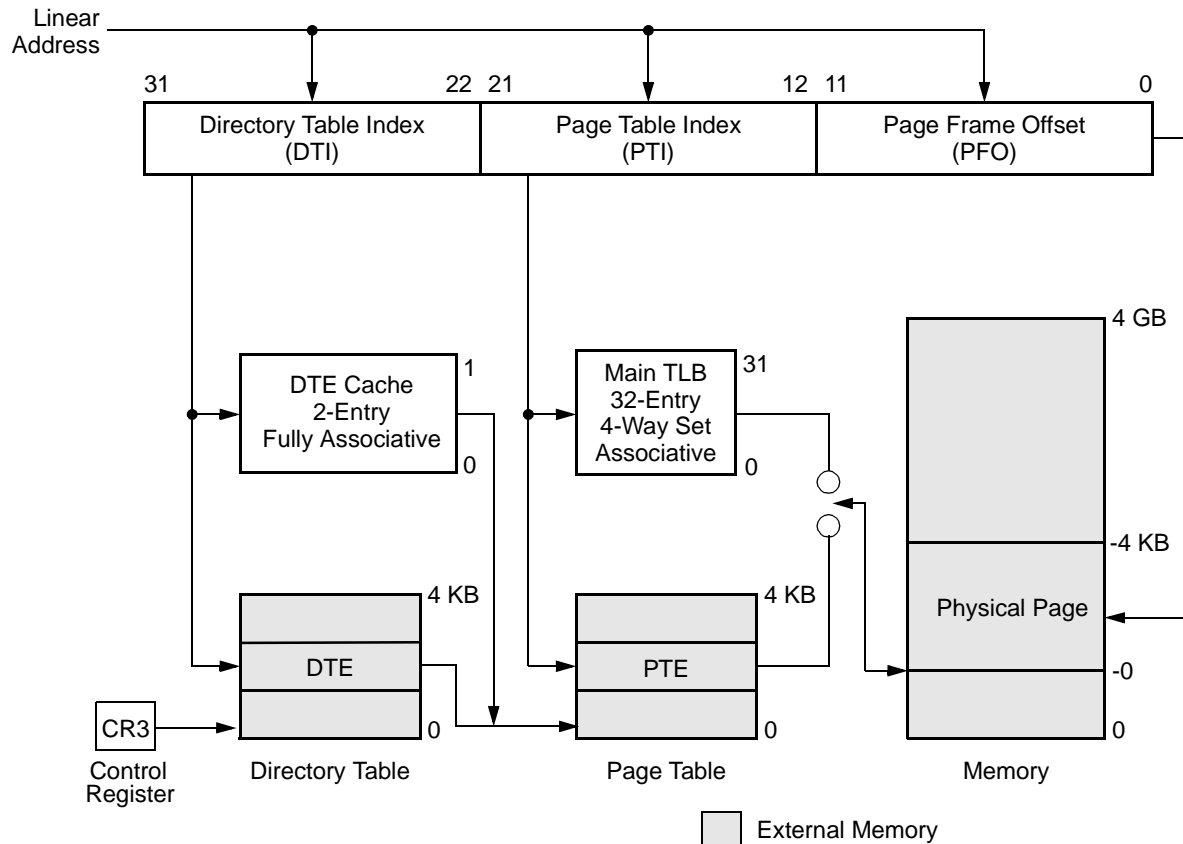 Linear
Address
31
22
21
12
11
0
Directory Table Index
(DTI)
Page Table Index
(PTI)
Page Frame Offset
(PFO)
4 GB
DTE Cache
2-Entry
Fully Associative
1
0
Main TLB
32-Entry
4-Way Set
Associative
31
0
-4 KB
Physical Page
-0
0
4 KB
DTE
0
4 KB
PTE
0
CR3
Control
Register
Directory Table
Page Table
Memory
External Memory